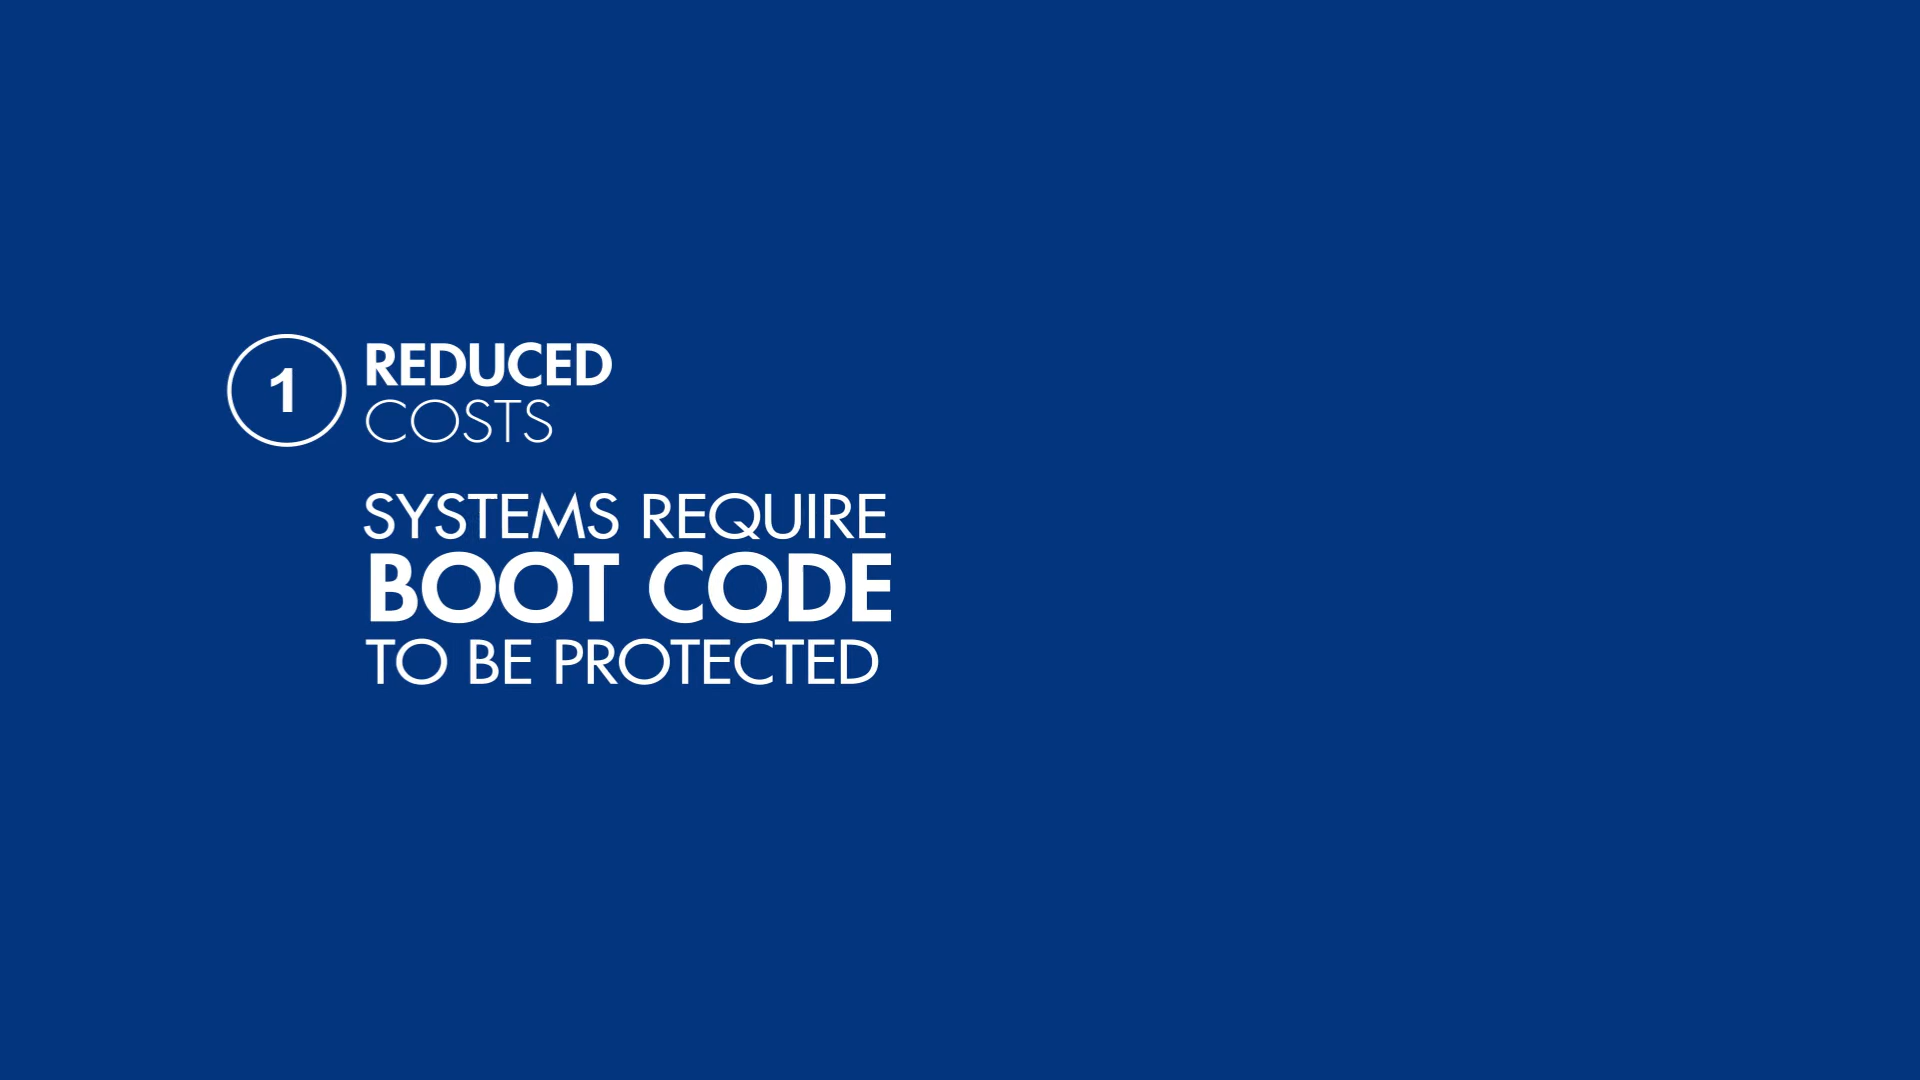 1
REDUCED
COSTS
SYSTEMS REQUIRE
BOOT CODE
TO BE PROTECTED